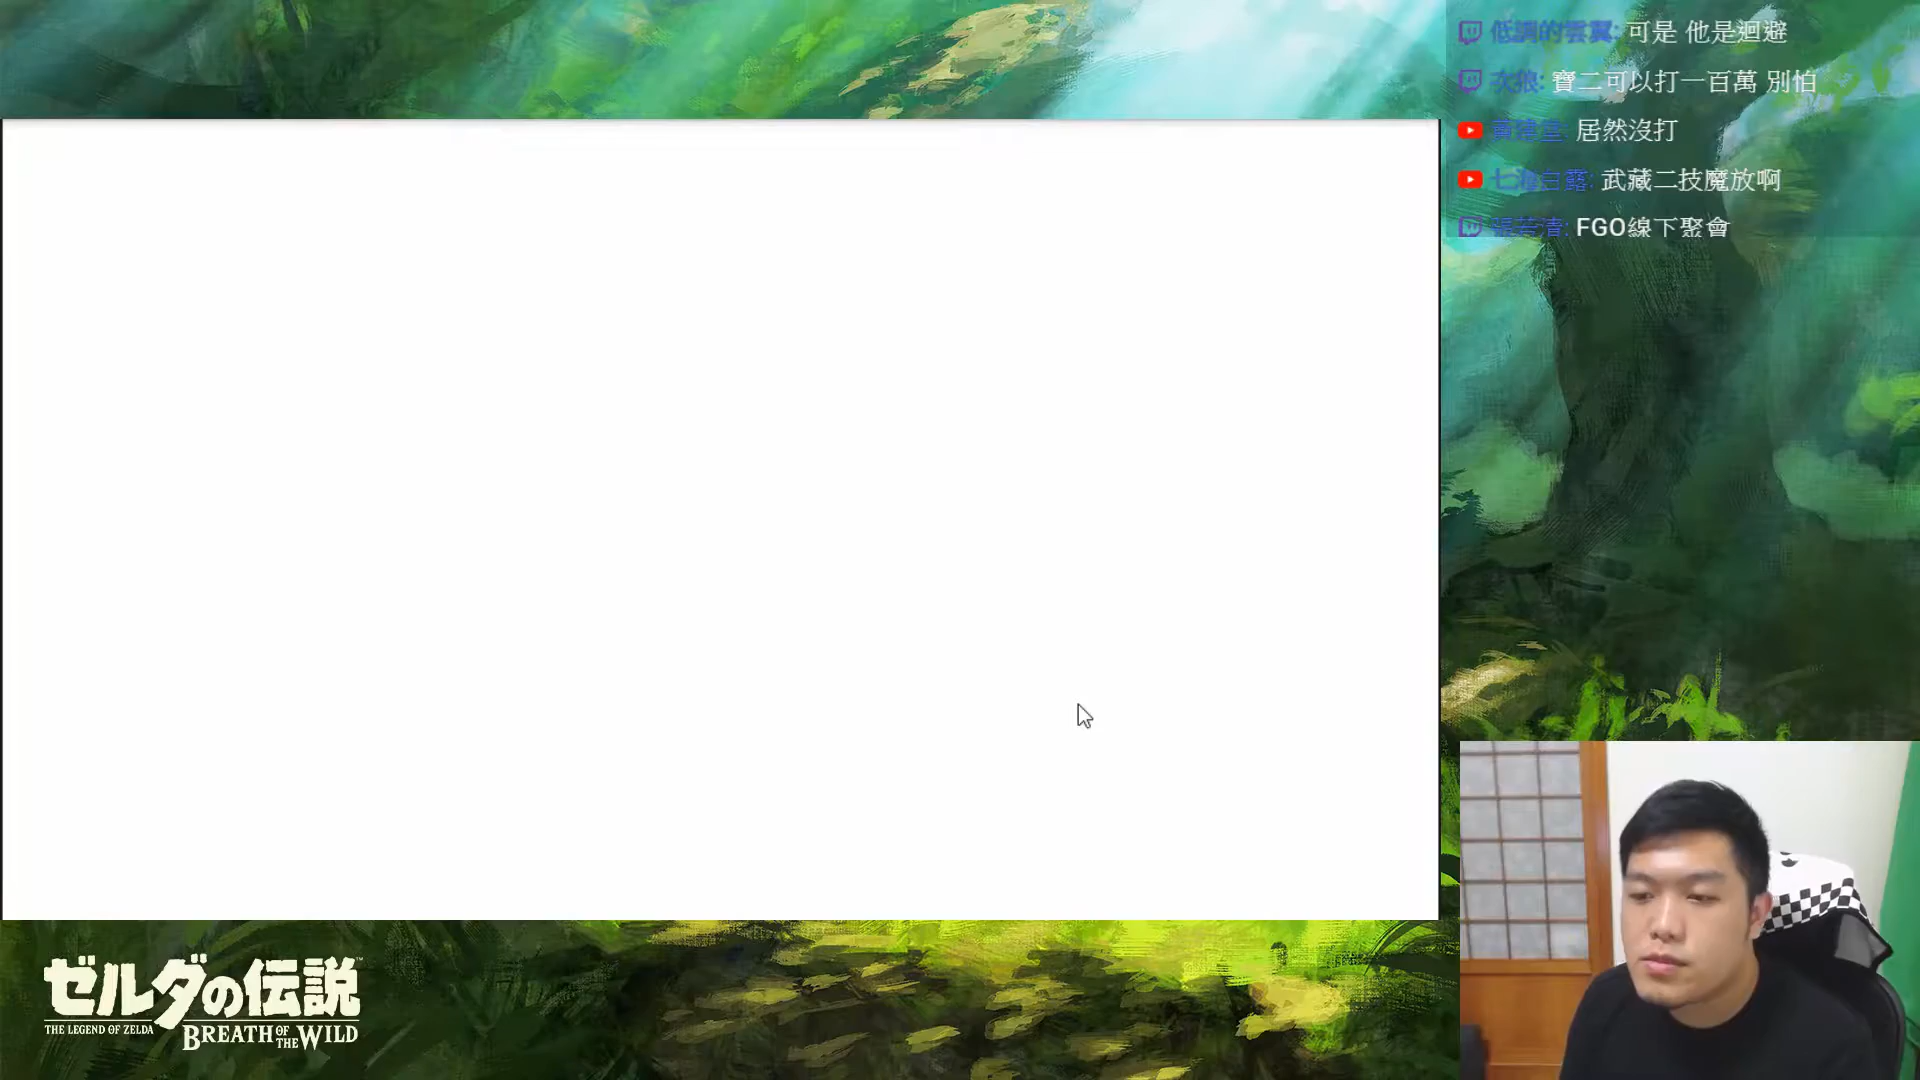 可是 他是迴避
寶二可以打一百萬 別怕
居然沒打
武藏二技魔放啊
FGO線下聚會
ゼルダの伝説
THE LEGEND OF ZELDA
BREATH OF THE WILD